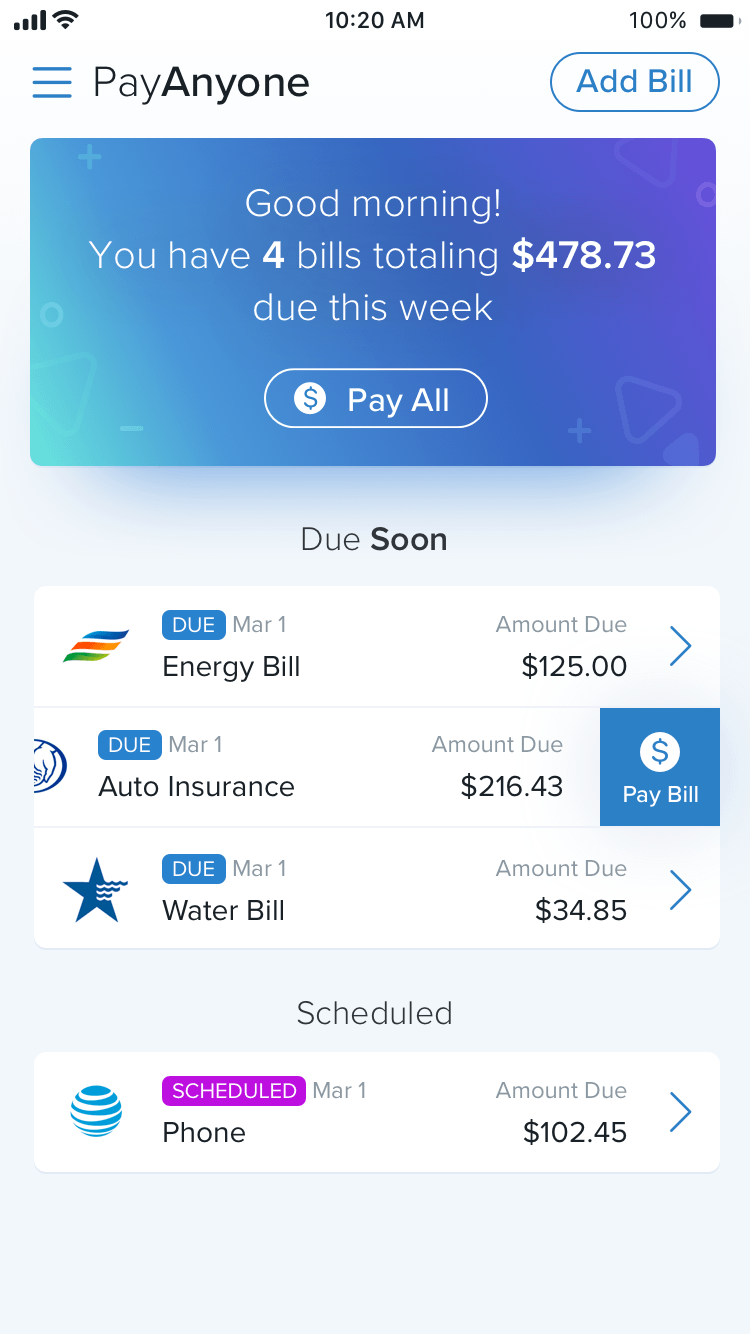 10:20 AM 100%
PayAnyone Add Bill
Good morning!
You have 4 bills totaling $478.73
due this week
Pay All
Due Soon
DUE Mar 1 Amount Due
Energy Bill $125.00
DUE Mar 1 Amount Due
Auto Insurance $216.43
Pay Bill
DUE Mar 1 Amount Due
Water Bill $34.85
Scheduled
SCHEDULED Mar 1 Amount Due
Phone $102.45